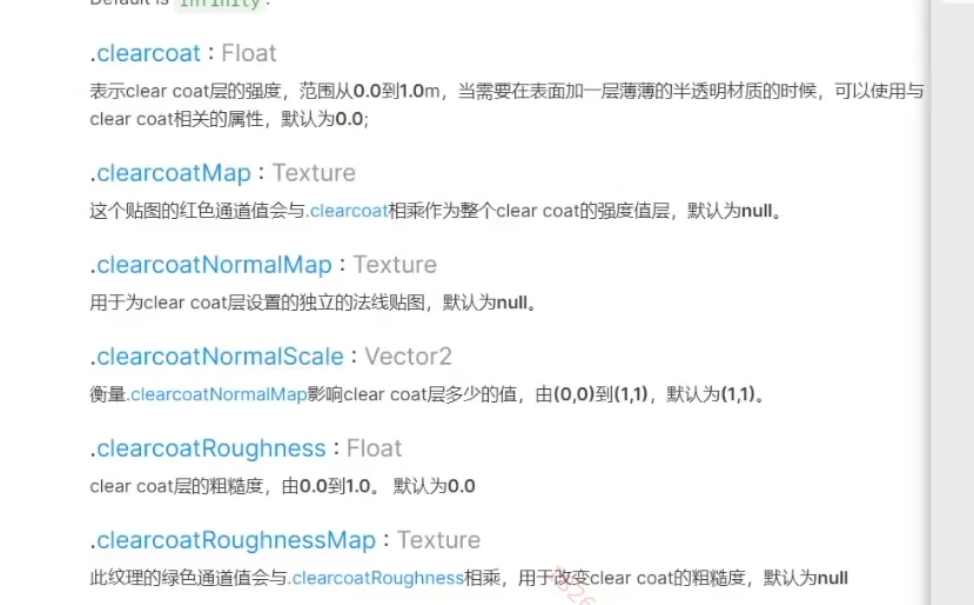 Default is Infinity.
.clearcoat : Float
表示clear coat层的强度，范围从0.0到1.0m，当需要在表面加一层薄薄的半透明材质的时候，可以使用与
clear coat相关的属性，默认为0.0;
.clearcoatMap : Texture
这个贴图的红色通道值会与.clearcoat相乘作为整个clear coat的强度值层，默认为null。
.clearcoatNormalMap : Texture
用于为clear coat层设置的独立的法线贴图，默认为null。
.clearcoatNormalScale : Vector2
衡量.clearcoatNormalMap影响clear coat层多少的值，由(0,0)到(1,1)，默认为(1,1)。
.clearcoatRoughness : Float
clear coat层的粗糙度，由0.0到1.0。 默认为0.0
.clearcoatRoughnessMap : Texture
此纹理的绿色通道值会与.clearcoatRoughness相乘，用于改变clear coat的粗糙度，默认为null